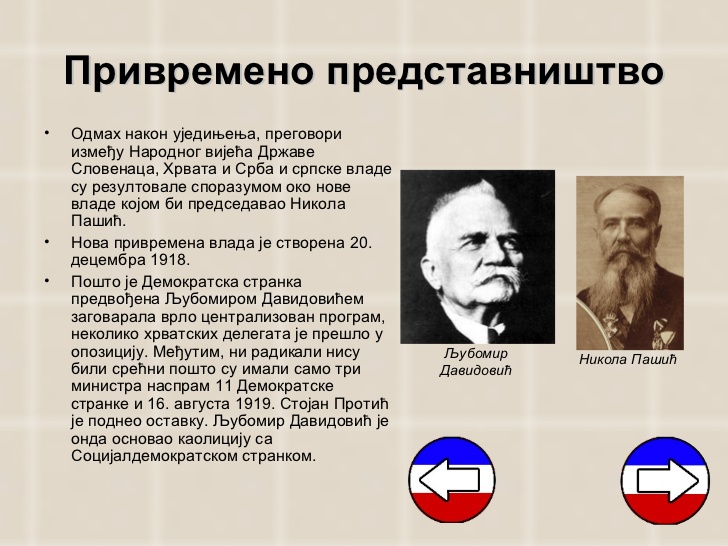 Привремено представништво
• Одмах након уједињења, преговори
између Народног вијећа Државе
Словенаца, Хрвата и Срба и српске владе
су резултовале споразумом око нове
владе којом би председавао Никола
Пашић.
• Нова привремена влада је створена 20.
децембра 1918.
• Пошто је Демократска странка
предвођена Љубомиром Давидовићем
заговарала врло централизован програм,
неколико хрватских делегата је прешло у
опозицију. Међутим, ни радикали нису
били срећни пошто су имали само три
министра наспрам 11 Демократске
странке и 16. августа 1919. Стојан Протић
је поднео оставку. Љубомир Давидовић је
онда основао каолицију са
Социјалдемократском странком.
Љубомир
Давидовић
Никола Пашић